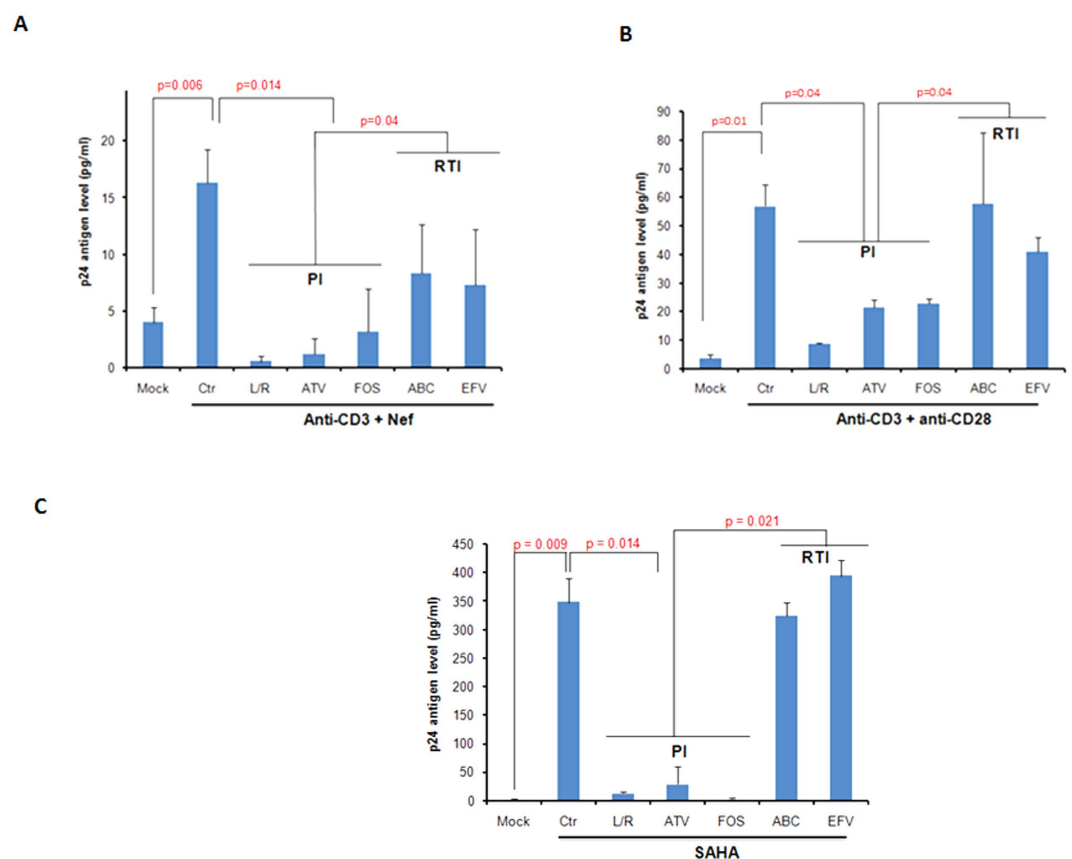 A
p=0.006 p=0.014
p=0.04
RTI
PI
p24 antigen level (pg/ml)
20
15
10
5
0
Mock Ctr L/R ATV FOS ABC EFV
Anti-CD3 + Nef
B
p=0.04 p=0.04
p=0.01
RTI
PI
p24 antigen level (pg/ml)
90
80
70
60
50
40
30
20
10
0
Mock Ctr L/R ATV FOS ABC EFV
Anti-CD3 + anti-CD28
C
p = 0.021
p = 0.009 p = 0.014
RTI
PI
p24 antigen level (pg/ml)
450
400
350
300
250
200
150
100
50
0
Mock Ctr L/R ATV FOS ABC EFV
SAHA